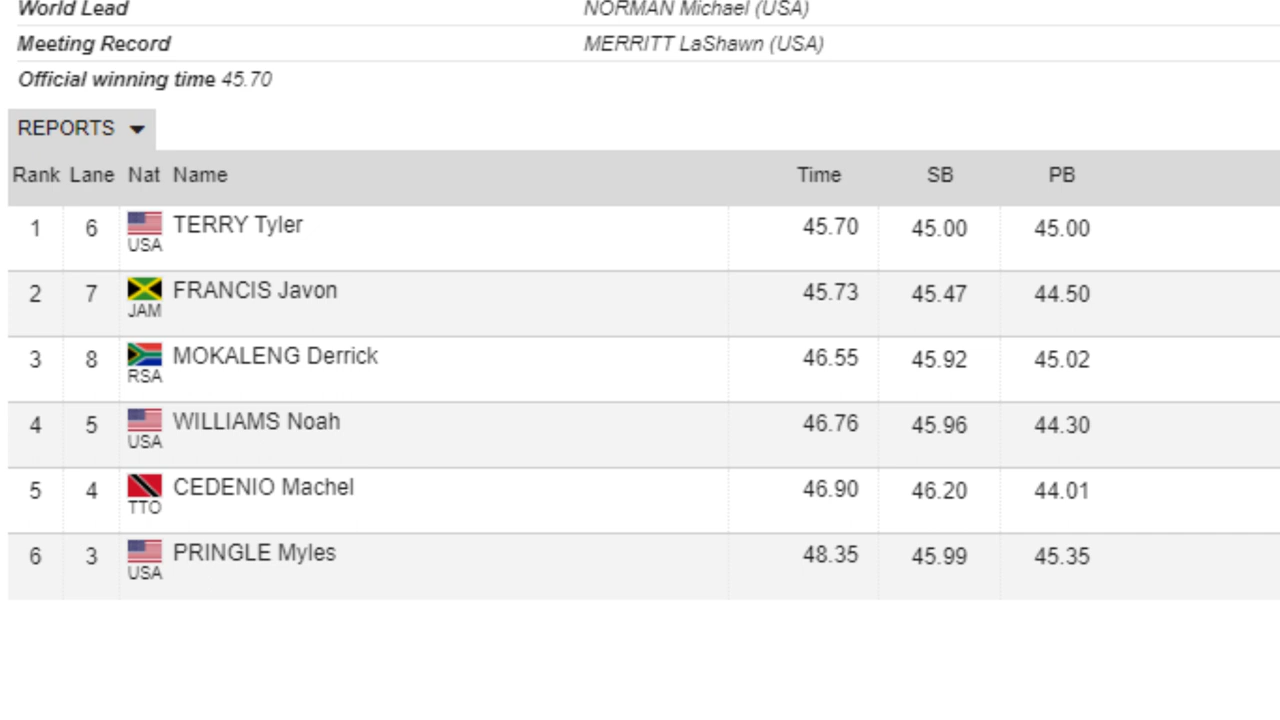 World Lead NORMAN Michael (USA)
Meeting Record MERRITT LaShawn (USA)
Official winning time 45.70
REPORTS
Rank Lane Nat Name Time SB PB
1 6 USA TERRY Tyler 45.70 45.00 45.00
2 7 JAM FRANCIS Javon 45.73 45.47 44.50
3 8 RSA MOKALENG Derrick 46.55 45.92 45.02
4 5 USA WILLIAMS Noah 46.76 45.96 44.30
5 4 TTO CEDENIO Machel 46.90 46.20 44.01
6 3 USA PRINGLE Myles 48.35 45.99 45.35